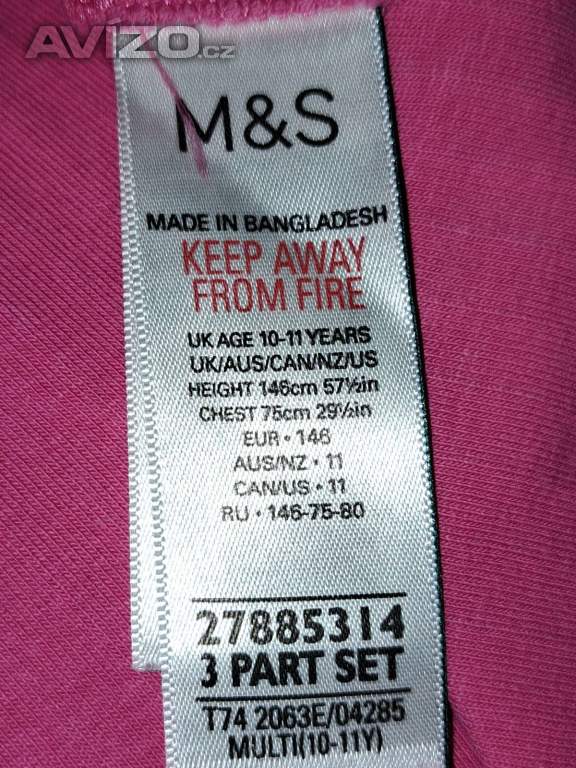 AVÍZO.cz
M&S
MADE IN BANGLADESH
KEEP AWAY
FROM FIRE
UK AGE 10-11 YEARS
UK/AUS/CAN/NZ/US
HEIGHT 146cm 57½in
CHEST 75cm 29½in
EUR • 146
AUS/NZ • 11
CAN/US • 11
RU • 146-75-80
27885314
3 PART SET
T74 2063E/04285
MULTI(10-11Y)